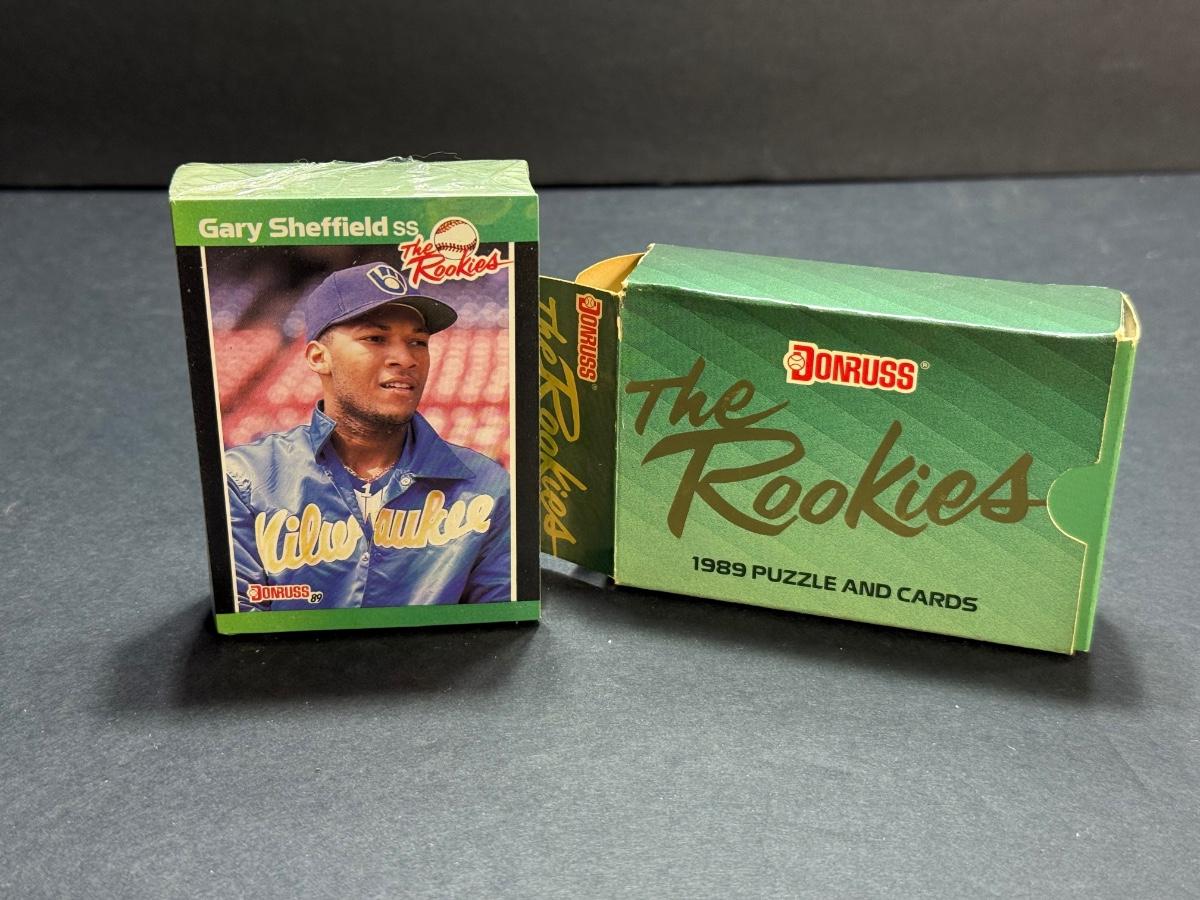 Gary Sheffield SS
The
Rookies
Milwaukee
DONRUSS 89
DONRUSS®
The Rookies
DONRUSS®
The
Rookies
1989 PUZZLE AND CARDS